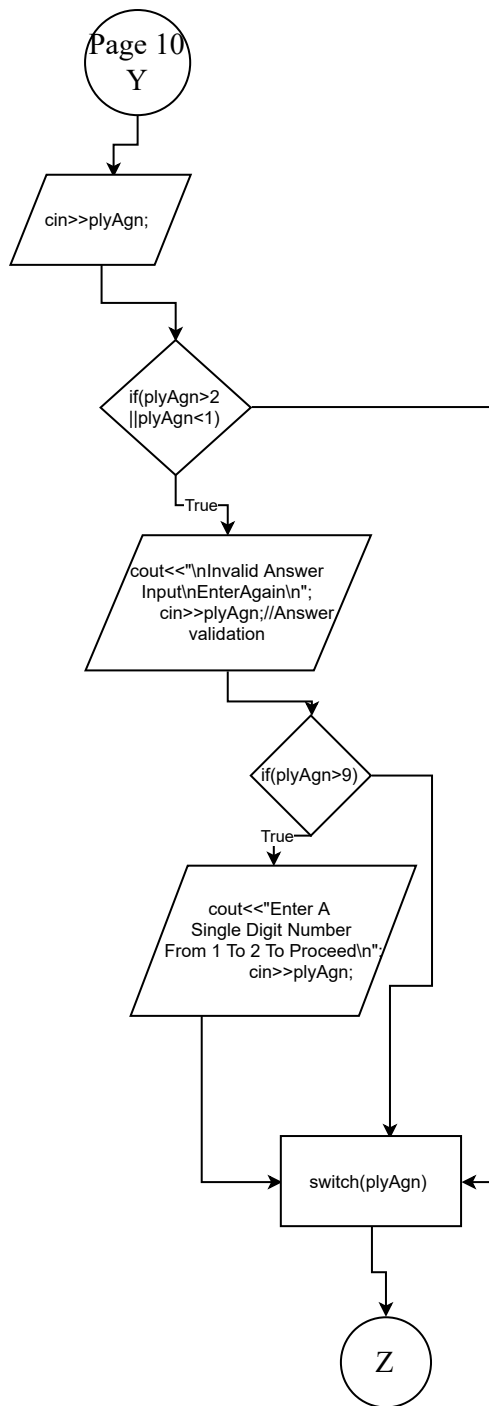 Page 10
Y
cin>>plyAgn;
if(plyAgn>2
||plyAgn<1)
True
cout<<"\nInvalid Answer
Input\nEnterAgain\n";
cin>>plyAgn;//Answer
validation
if(plyAgn>9)
True
cout<<"Enter A
Single Digit Number
From 1 To 2 To Proceed\n";
cin>>plyAgn;
switch(plyAgn)
Z